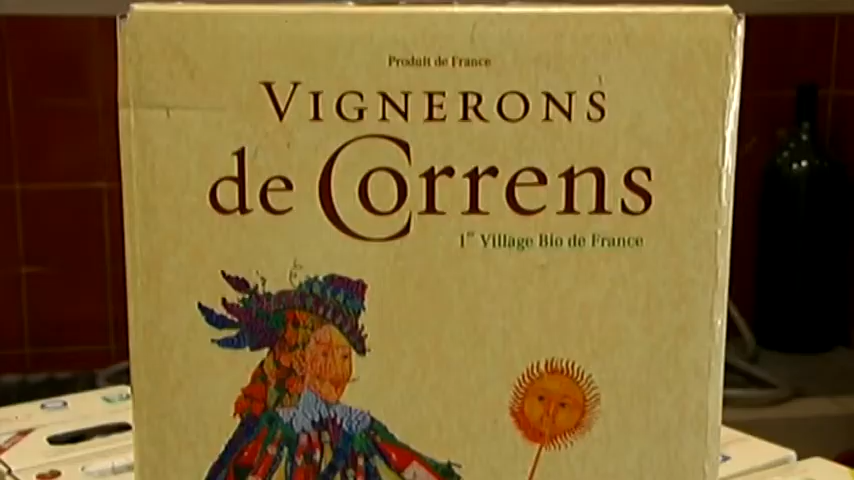 Produit de France
VIGNERONS
de Correns
1er Village Bio de France